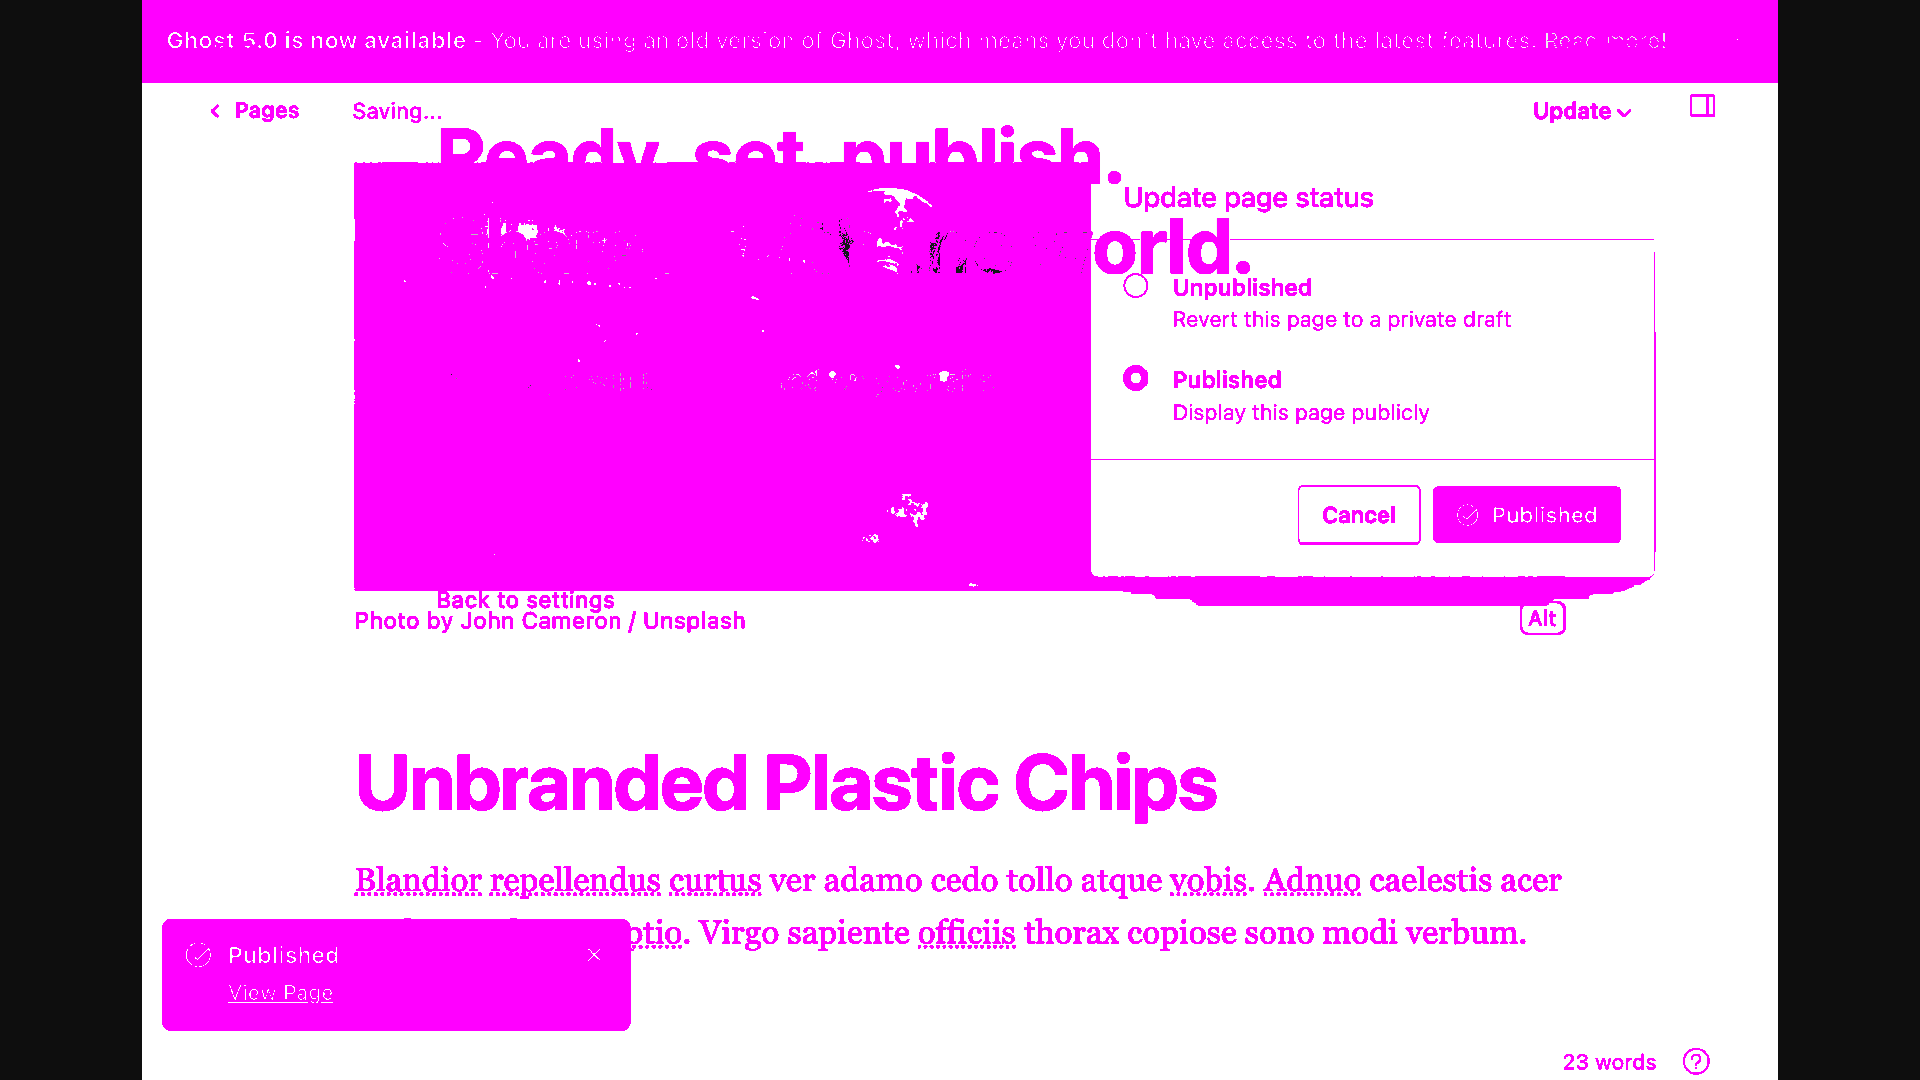 Ghost 5.0 is now available - You are using an old version of Ghost, which means you don't have access to the latest features. Read more!
Pages
Saving...
Update
Ready, set, publish.
world.
Update page status
Unpublished
Revert this page to a private draft
Published
Display this page publicly
Cancel
Published
Back to settings
Photo by John Cameron / Unsplash
Alt
Unbranded Plastic Chips
Blandior repellendus curtus ver adamo cedo tollo atque vobis. Adnuo caelestis acer
Virgo sapiente officiis thorax copiose sono modi verbum.
Published
View Page
23 words